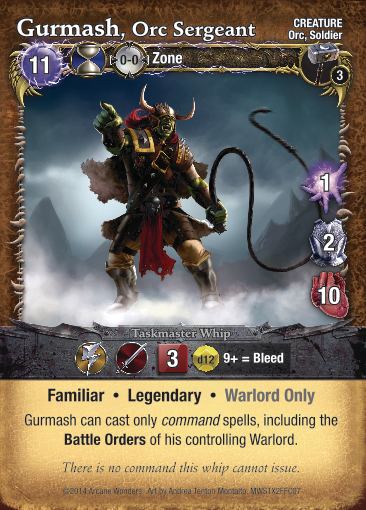 Gurmash, Orc Sergeant
CREATURE
Orc, Soldier
11
0-0 Zone
3
1
2
10
Taskmaster Whip
3 d12 9+ = Bleed
Familiar • Legendary • Warlord Only
Gurmash can cast only command spells, including the
Battle Orders of his controlling Warlord.
There is no command this whip cannot issue.
©2014 Arcane Wonders. Art by Andrea Tentori Montalto. MWSTX2FFC07